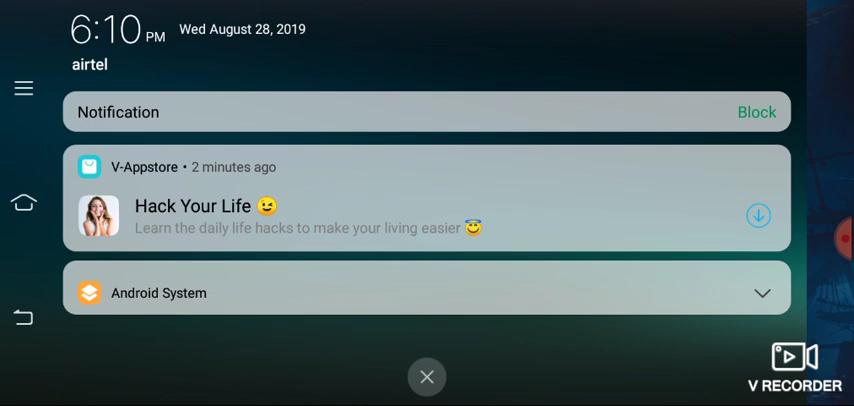 6:10 PM Wed August 28, 2019
airtel
Notification Block
V-Appstore • 2 minutes ago
Hack Your Life 😉
Learn the daily life hacks to make your living easier 😇
Android System
V RECORDER